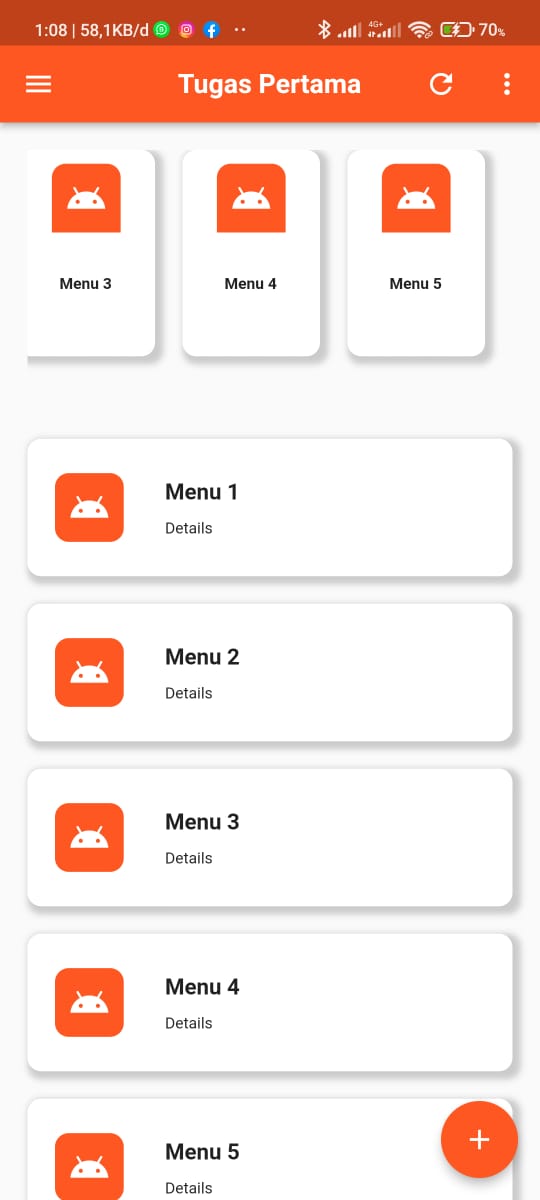 1:08 | 58,1KB/d
4G+
70%
Tugas Pertama
Menu 3
Menu 4
Menu 5
Menu 1
Details
Menu 2
Details
Menu 3
Details
Menu 4
Details
Menu 5
Details